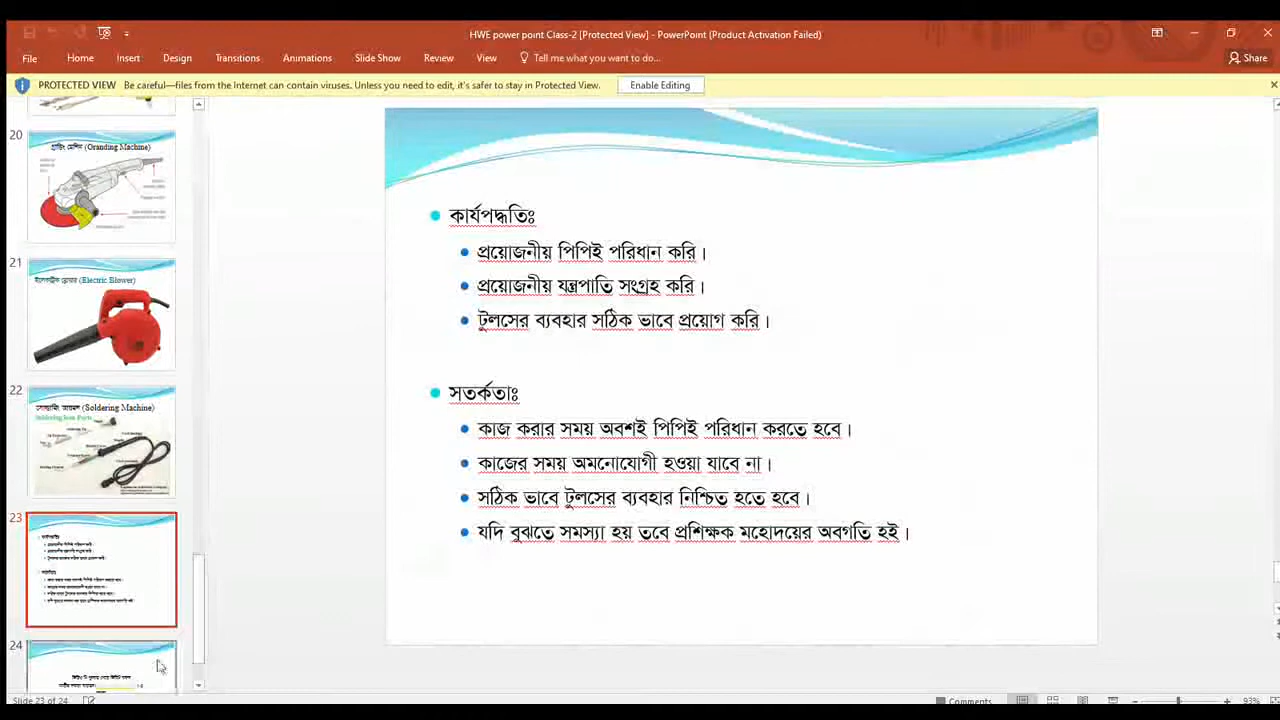 HWE power point Class-2 [Protected View] - PowerPoint (Product Activation Failed)
File Home Insert Design Transitions Animations Slide Show Review View Tell me what you want to do... Share
PROTECTED VIEW Be careful—files from the Internet can contain viruses. Unless you need to edit, it's safer to stay in Protected View. Enable Editing
20
(Granding Machine)
21
(Electric Blower)
22
(Soldering Machine)
Soldering Iron Parts
23
24
কার্যপদ্ধতিঃ
প্রয়োজনীয় পিপিই পরিধান করি।
প্রয়োজনীয় যন্ত্রপাতি সংগ্রহ করি।
টুলসের ব্যবহার সঠিক ভাবে প্রয়োগ করি।
সতর্কতাঃ
কাজ করার সময় অবশই পিপিই পরিধান করতে হবে।
কাজের সময় অমনোযোগী হওয়া যাবে না।
সঠিক ভাবে টুলসের ব্যবহার নিশ্চিত হতে হবে।
যদি বুঝতে সমস্যা হয় তবে প্রশিক্ষক মহোদয়ের অবগতি হই।
Slide 23 of 24
Comments
93%